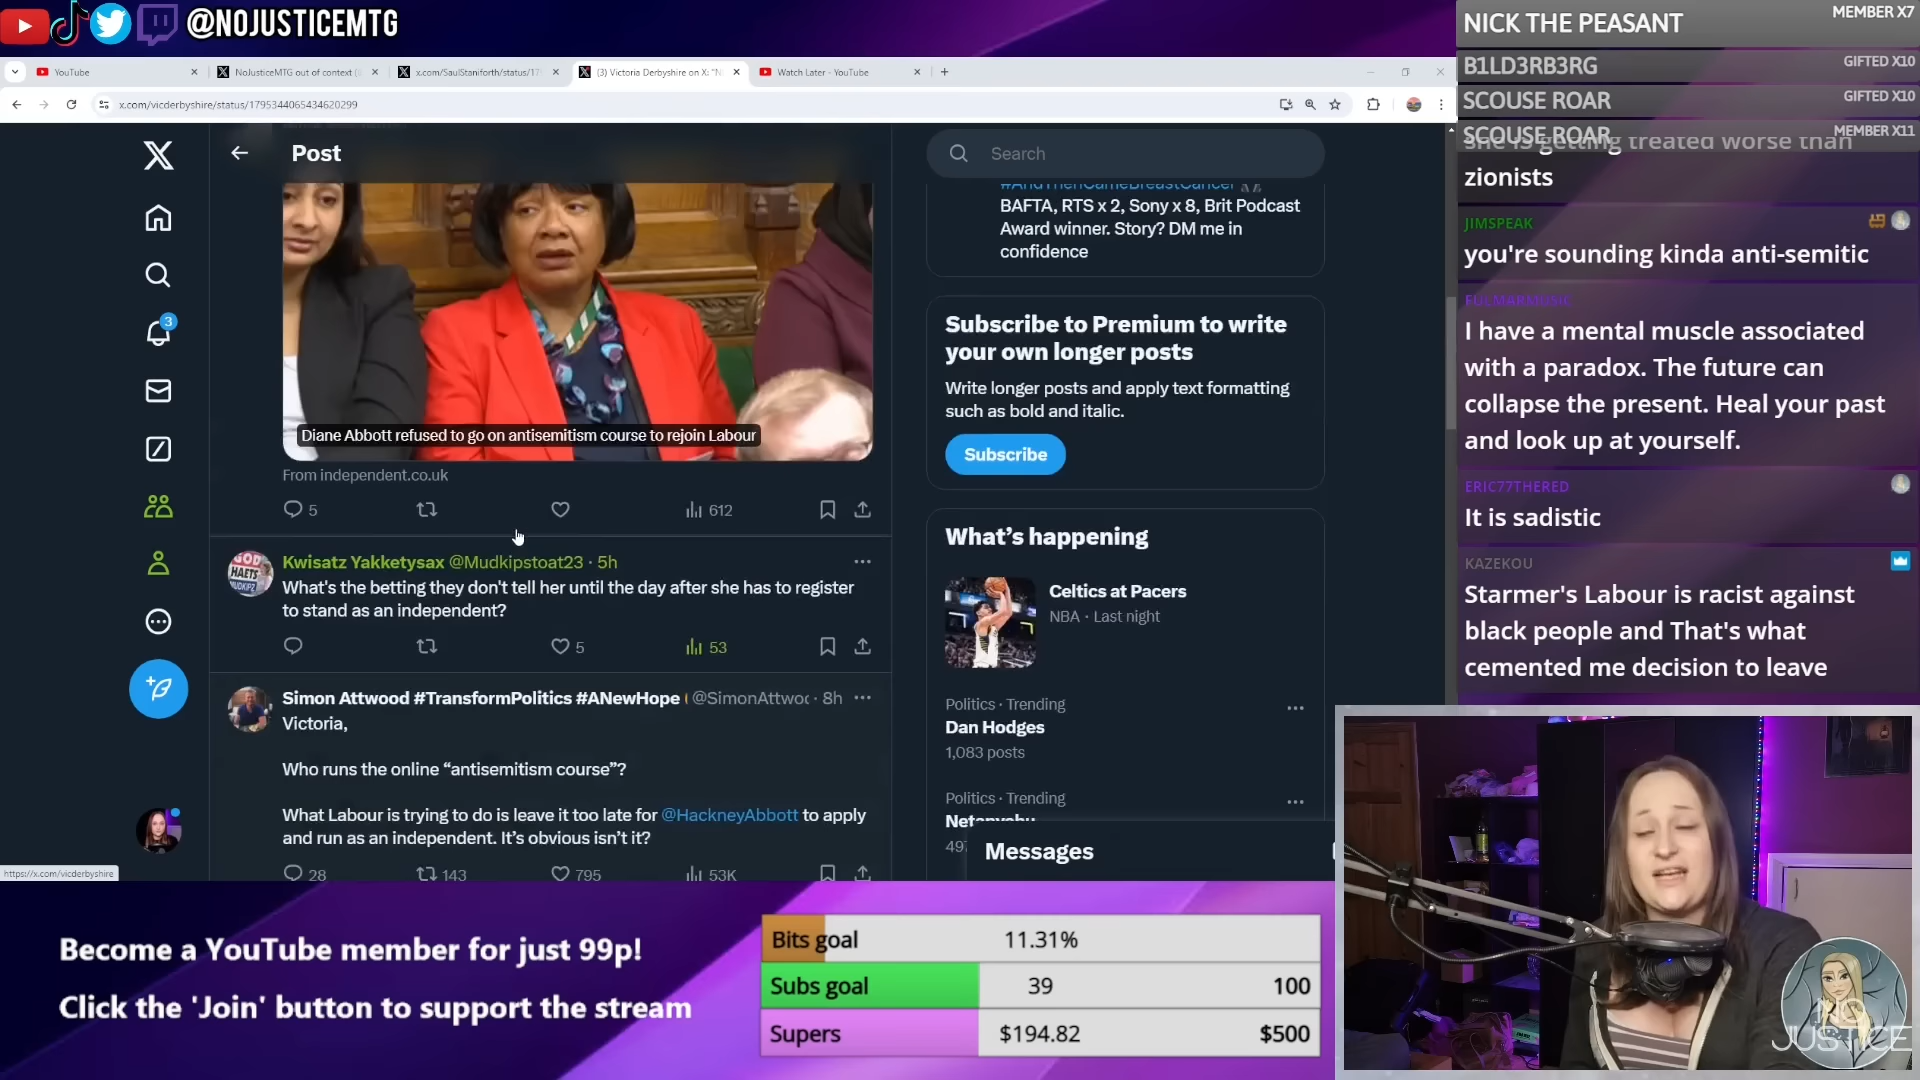 @NOJUSTICEMTG
YouTube
NoJusticeMTG out of context (
x.com/SaulStaniforth/status/17
(3) Victoria Derbyshire on X: "N
Watch Later - YouTube
x.com/vicderbyshire/status/1795344065434620299
Post
Diane Abbott refused to go on antisemitism course to rejoin Labour
From independent.co.uk
5
612
Kwisatz Yakketysax @Mudkipstoat23 · 5h
What's the betting they don't tell her until the day after she has to register
to stand as an independent?
5
53
Simon Attwood #TransformPolitics #ANewHope @SimonAttwoo · 8h
Victoria,
Who runs the online “antisemitism course”?
What Labour is trying to do is leave it too late for @HackneyAbbott to apply
and run as an independent. It’s obvious isn’t it?
28
143
795
53K
3
https://x.com/vicderbyshire
Search
#AndThenCameBreastCancer
BAFTA, RTS x 2, Sony x 8, Brit Podcast
Award winner. Story? DM me in
confidence
Subscribe to Premium to write
your own longer posts
Write longer posts and apply text formatting
such as bold and italic.
Subscribe
What’s happening
Celtics at Pacers
NBA · Last night
Politics · Trending
Dan Hodges
1,083 posts
Politics · Trending
Netanyahu
497
Messages
NICK THE PEASANT
MEMBER X7
B1LD3RB3RG
GIFTED X10
SCOUSE ROAR
GIFTED X10
SCOUSE ROAR
MEMBER X11
she is getting treated worse than
zionists
JIMSPEAK
you're sounding kinda anti-semitic
FULMARMUSIC
I have a mental muscle associated
with a paradox. The future can
collapse the present. Heal your past
and look up at yourself.
ERIC77THERED
It is sadistic
KAZEKOU
Starmer's Labour is racist against
black people and That's what
cemented me decision to leave
Become a YouTube member for just 99p!
Click the 'Join' button to support the stream
Bits goal
11.31%
Subs goal
39
100
Supers
$194.82
$500
NO
JUSTICE
GOD
HAETS
MUDKIPZ